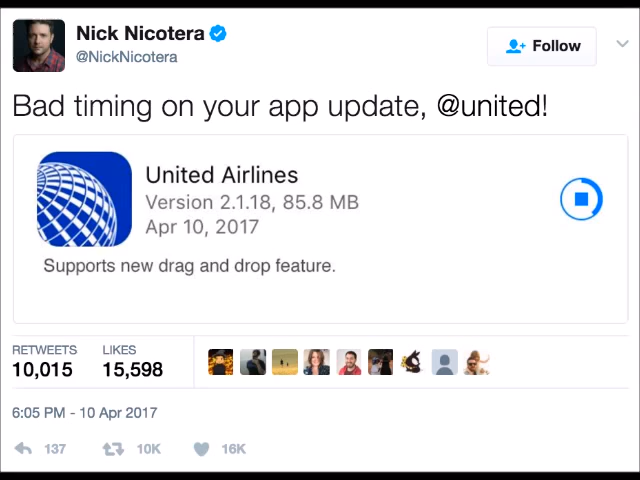 Nick Nicotera
@NickNicotera
Follow
Bad timing on your app update, @united!
United Airlines
Version 2.1.18, 85.8 MB
Apr 10, 2017
Supports new drag and drop feature.
RETWEETS LIKES
10,015 15,598
6:05 PM - 10 Apr 2017
137 10K 16K